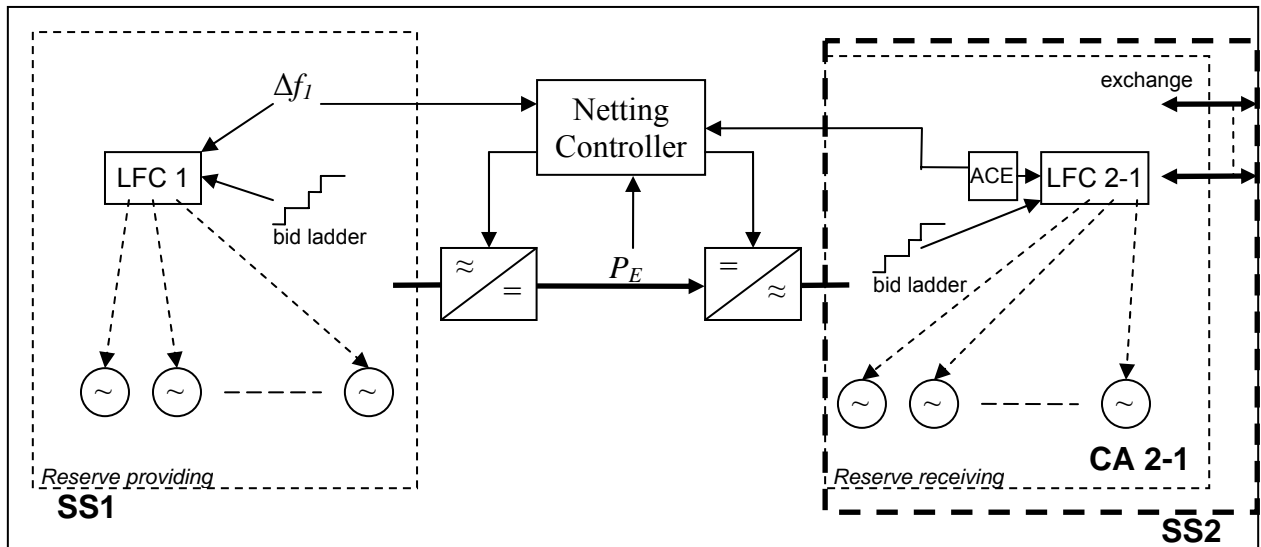 Δf1
LFC 1
bid ladder
Netting
Controller
≈
=
PE
=
≈
exchange
ACE
LFC 2-1
bid ladder
~
~
~
~
~
~
CA 2-1
Reserve providing
Reserve receiving
SS1
SS2